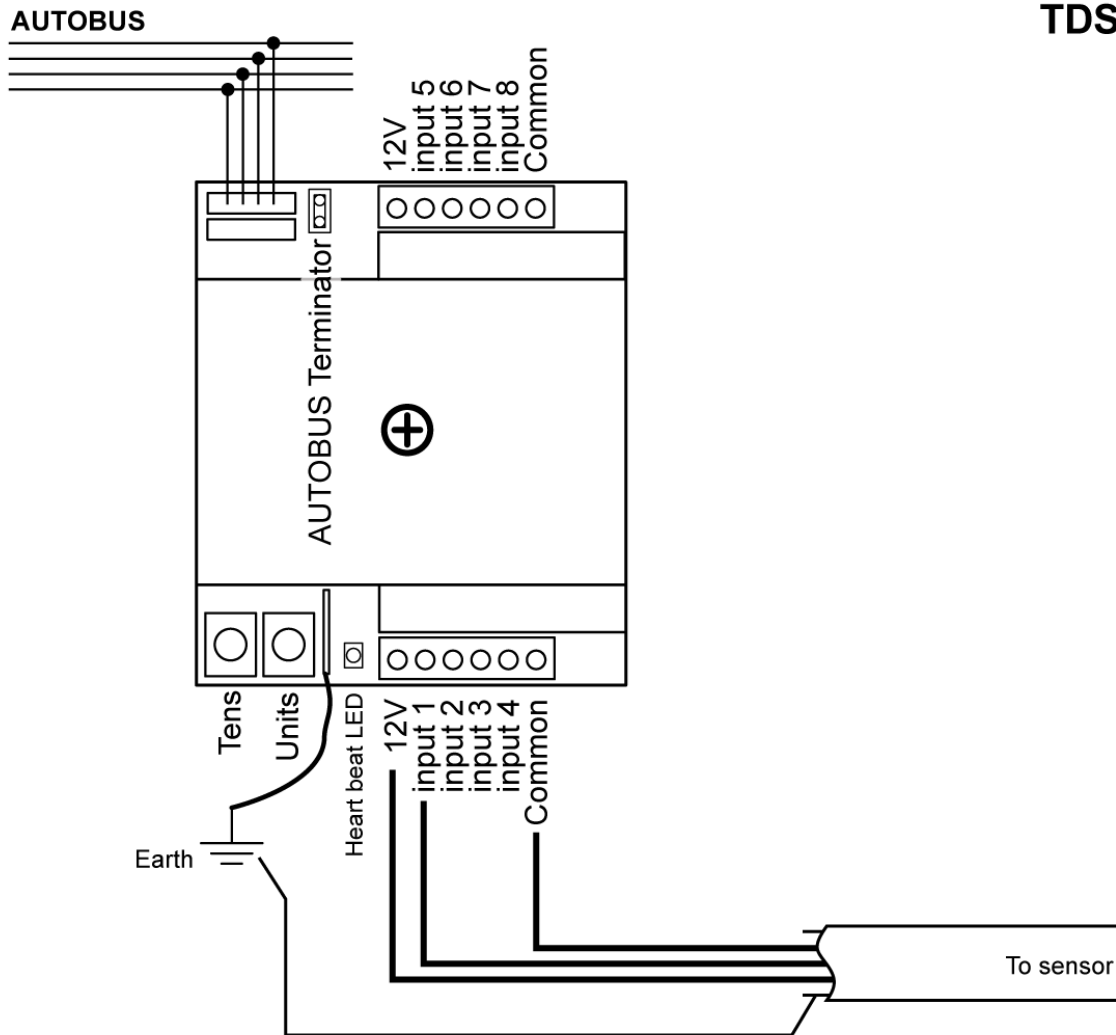 AUTOBUS
TDS
12V
input 5
input 6
input 7
input 8
Common
AUTOBUS Terminator
Tens
Units
Heart beat LED
12V
input 1
input 2
input 3
input 4
Common
Earth
To sensor